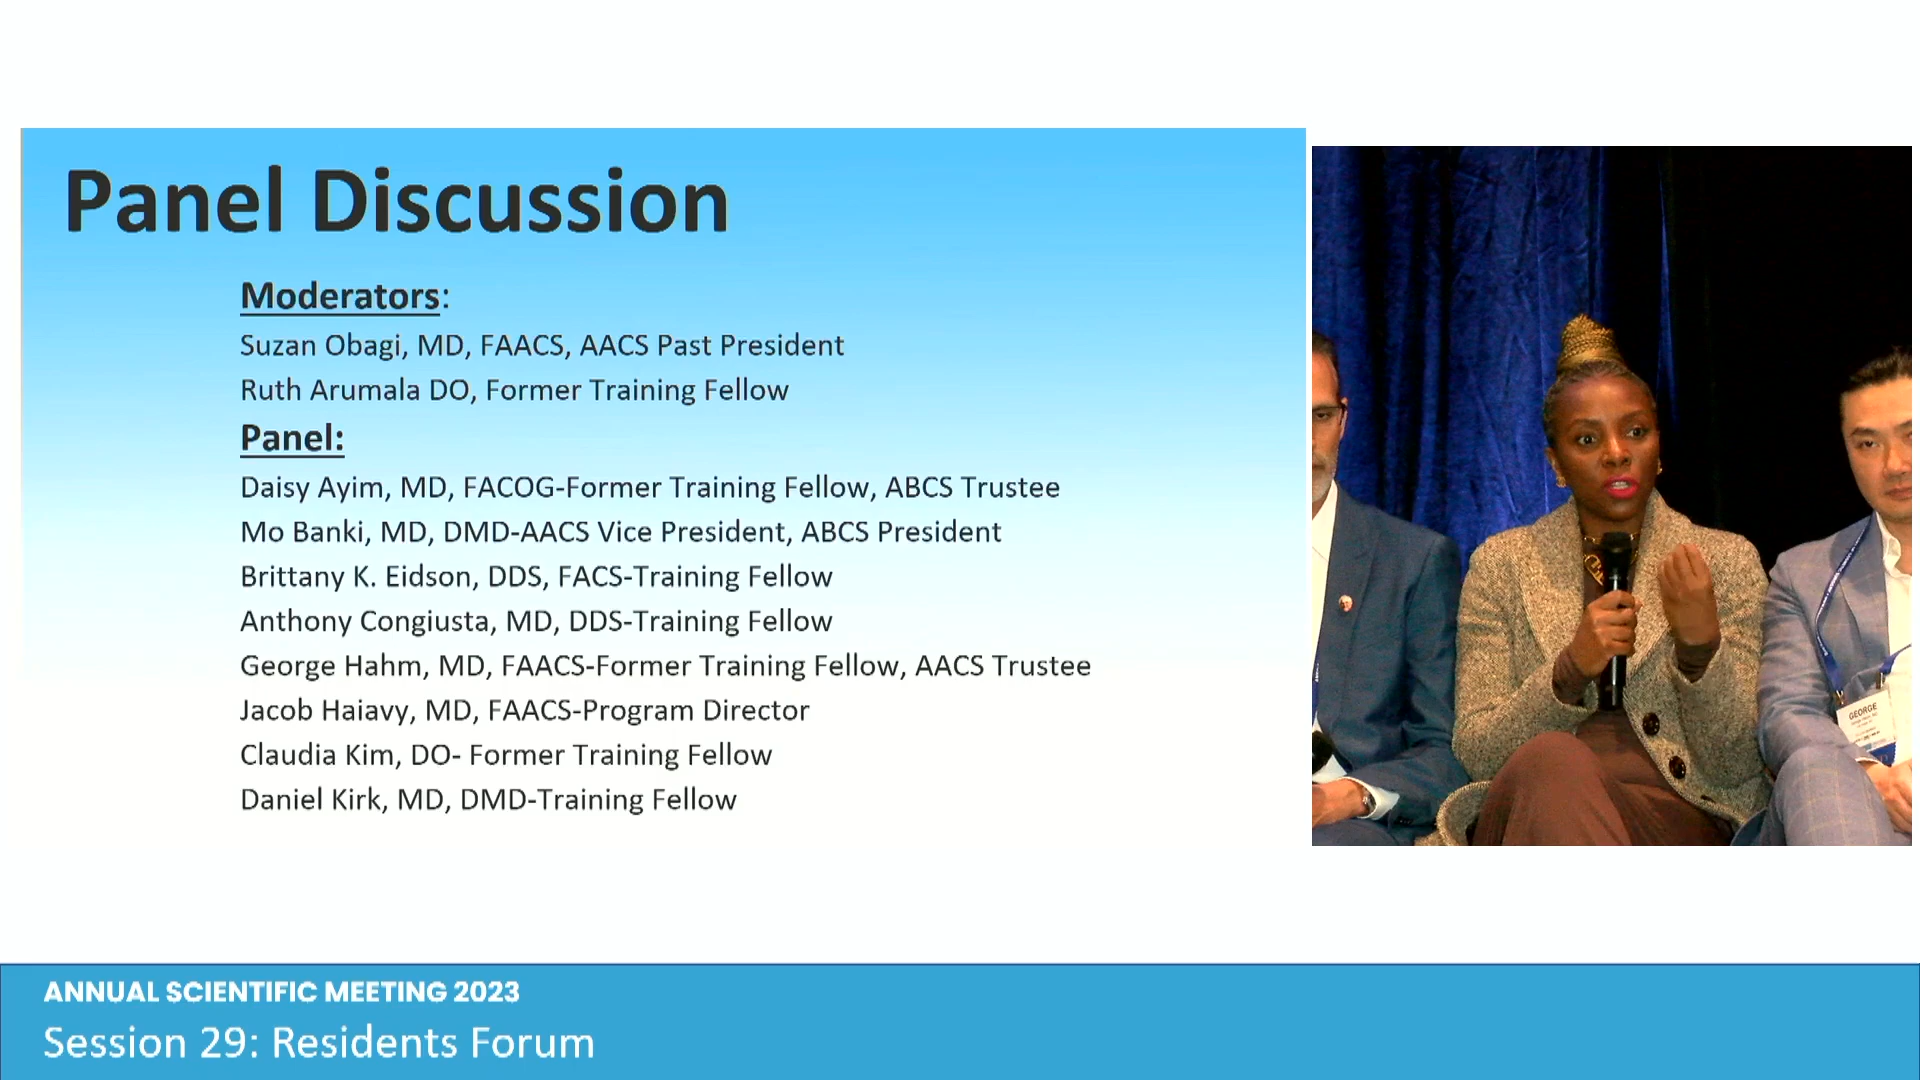 Panel Discussion
Moderators:
Suzan Obagi, MD, FAACS, AACS Past President
Ruth Arumala DO, Former Training Fellow
Panel:
Daisy Ayim, MD, FACOG-Former Training Fellow, ABCS Trustee
Mo Banki, MD, DMD-AACS Vice President, ABCS President
Brittany K. Eidson, DDS, FACS-Training Fellow
Anthony Congiusta, MD, DDS-Training Fellow
George Hahm, MD, FAACS-Former Training Fellow, AACS Trustee
Jacob Haiavy, MD, FAACS-Program Director
Claudia Kim, DO- Former Training Fellow
Daniel Kirk, MD, DMD-Training Fellow
GEORGE
ANNUAL SCIENTIFIC MEETING 2023
Session 29: Residents Forum